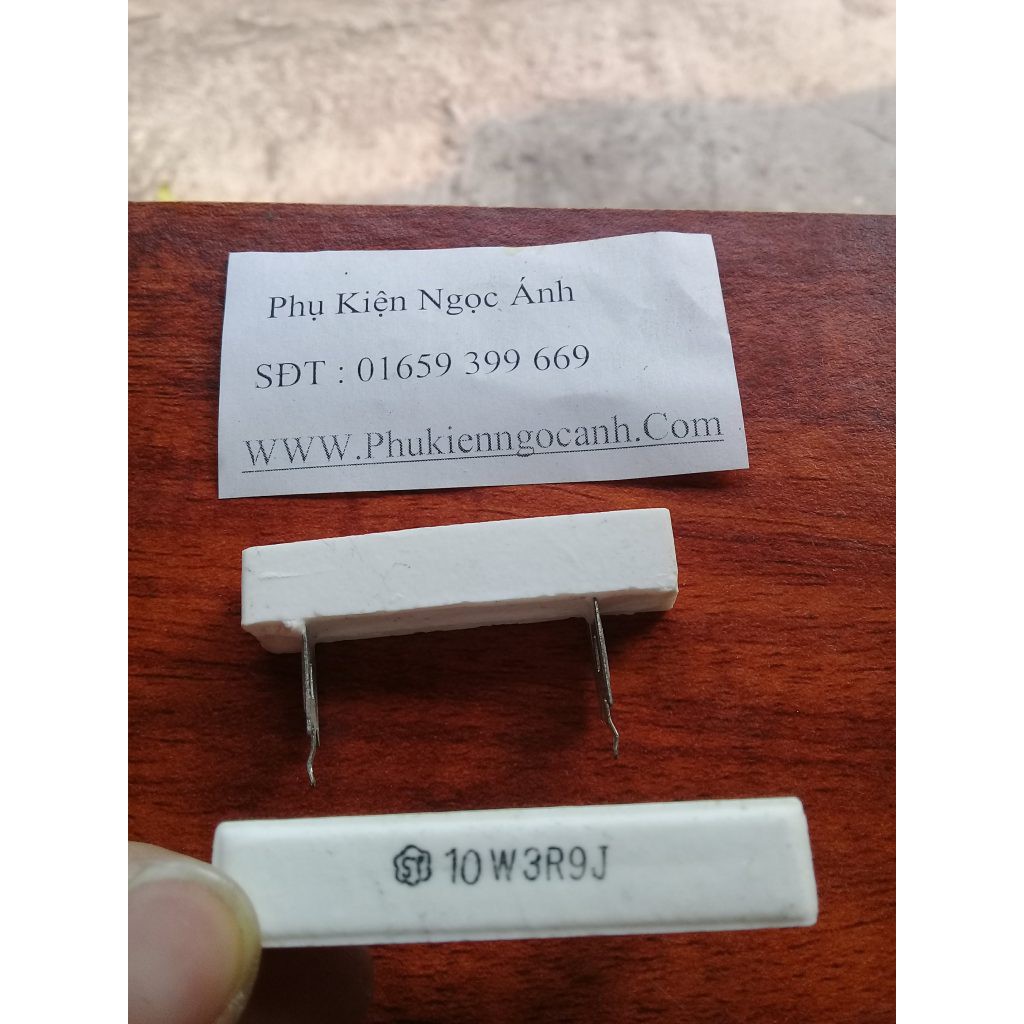 Phụ Kiện Ngọc Ánh
SĐT : 01659 399 669
WWW.Phukienngocanh.Com
10W3R9J